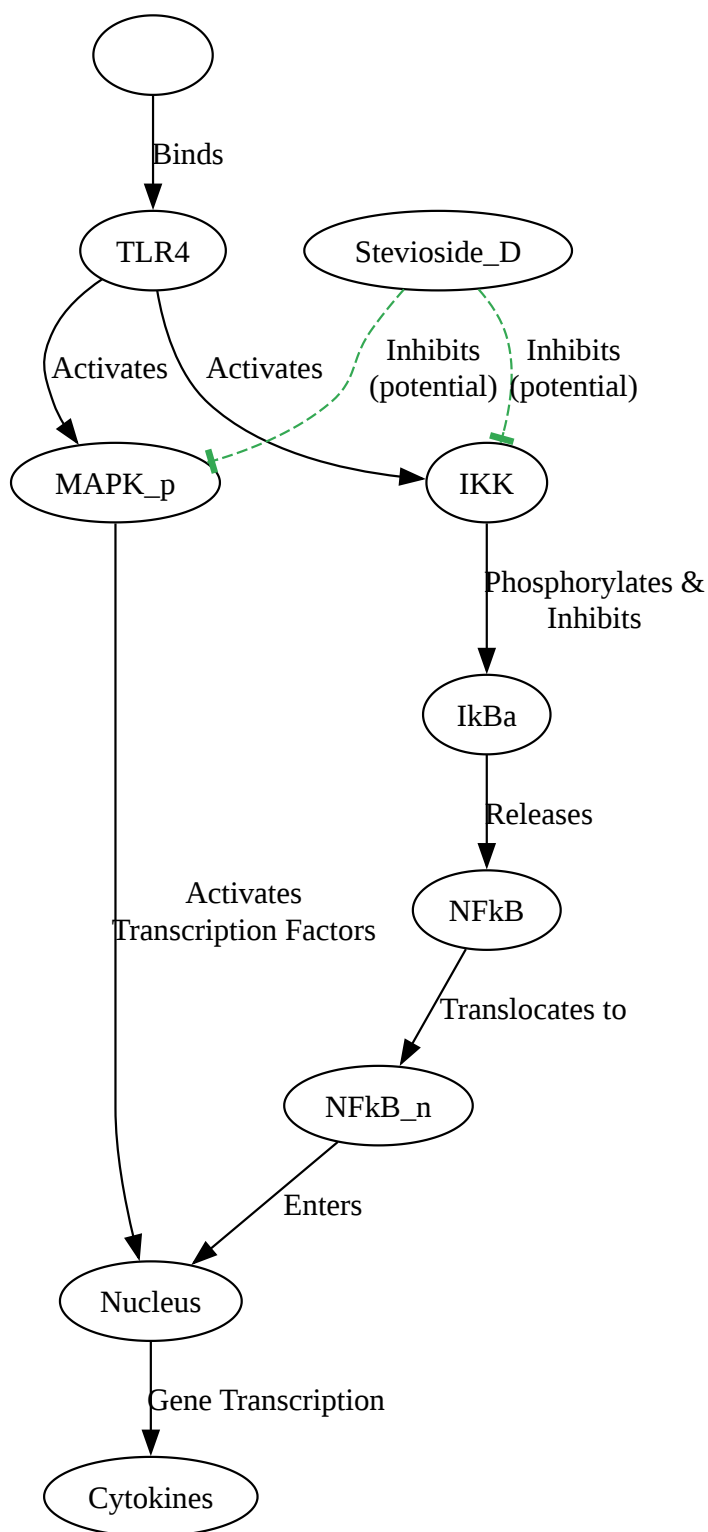 Binds
TLR4
Stevioside_D
Activates
Activates
Inhibits
(potential)
Inhibits
(potential)
MAPK_p
IKK
Phosphorylates &
Inhibits
IkBa
Releases
Activates
Transcription Factors
NFkB
Translocates to
NFkB_n
Enters
Nucleus
Gene Transcription
Cytokines